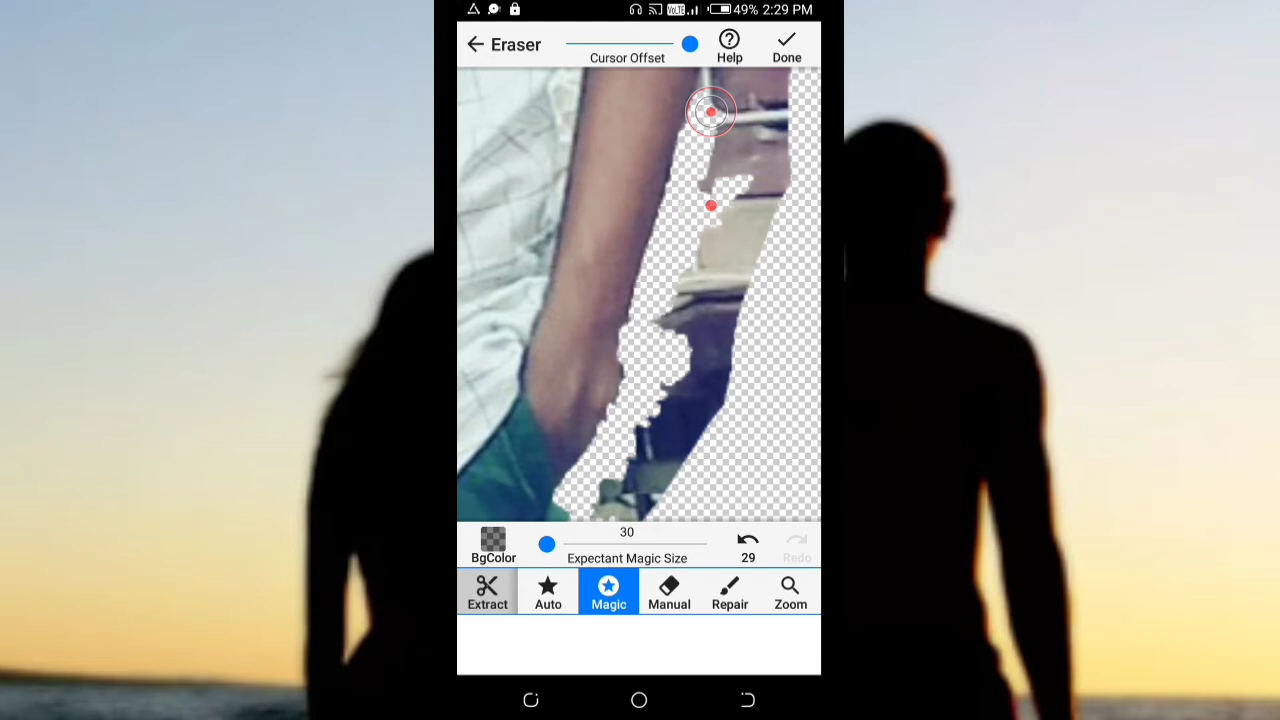 VoLTE 49% 2:29 PM
Eraser
Cursor Offset
Help
Done
30
BgColor
Expectant Magic Size
29
Redo
Extract
Auto
Magic
Manual
Repair
Zoom